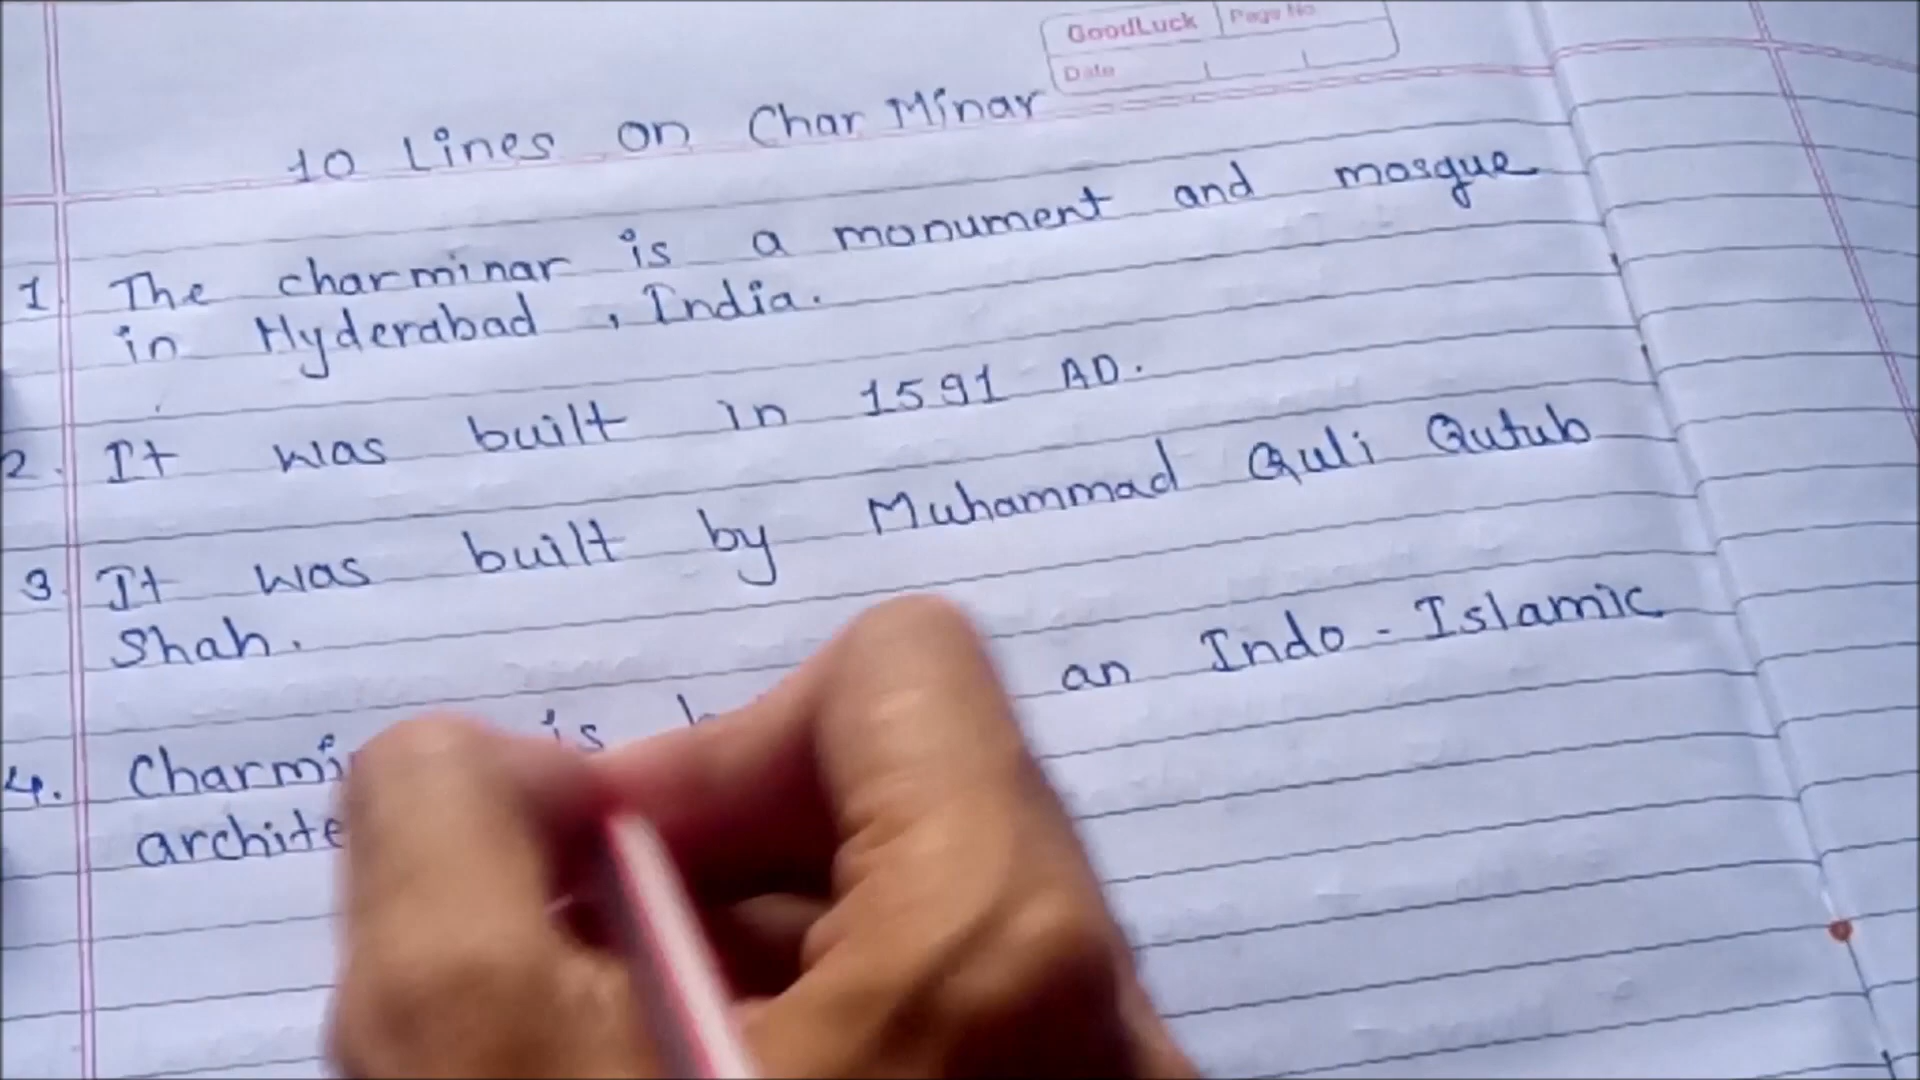 GoodLuck Page No.
Date
10 Lines on Char Minar
1 The charminar is a monument and mosque
in Hyderabad , India.
2. It was built in 1591 AD.
3. It was built by Muhammad Quli Qutub
Shah.
4. is an Indo - Islamic